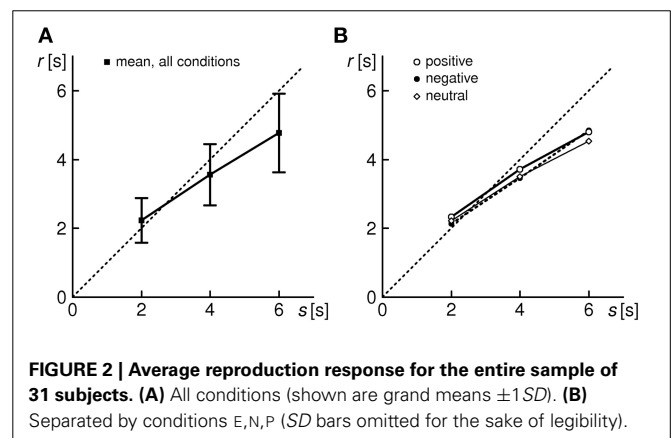 A
r [s]
■ mean, all conditions
6
4
2
0
0 2 4 6 s [s]
B
r [s]
○ positive
● negative
◇ neutral
6
4
2
0
0 2 4 6 s [s]
FIGURE 2 | Average reproduction response for the entire sample of
31 subjects. (A) All conditions (shown are grand means ±1SD). (B)
Separated by conditions E,N,P (SD bars omitted for the sake of legibility).